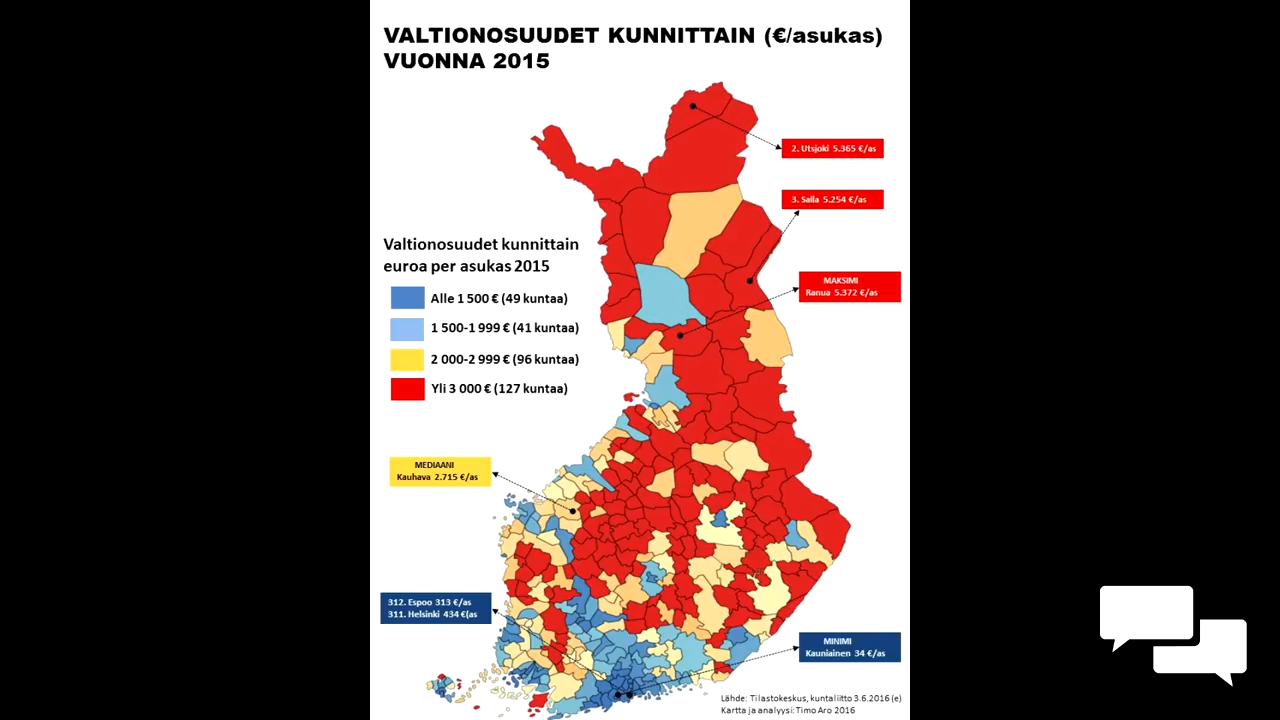 VALTIONOSUUDET KUNNITTAIN (€/asukas)
VUONNA 2015
2. Utsjoki 5.365 €/as
3. Salla 5.254 €/as
Valtionosuudet kunnittain
euroa per asukas 2015
Alle 1 500 € (49 kuntaa)
1 500-1 999 € (41 kuntaa)
2 000-2 999 € (96 kuntaa)
Yli 3 000 € (127 kuntaa)
MAKSIMI
Ranua 5.372 €/as
MEDIAANI
Kauhava 2.715 €/as
312. Espoo 313 €/as
311. Helsinki 434 €(as
MINIMI
Kauniainen 34 €/as
Lähde: Tilastokeskus, kuntaliitto 3.6.2016 (e)
Kartta ja analyysi: Timo Aro 2016